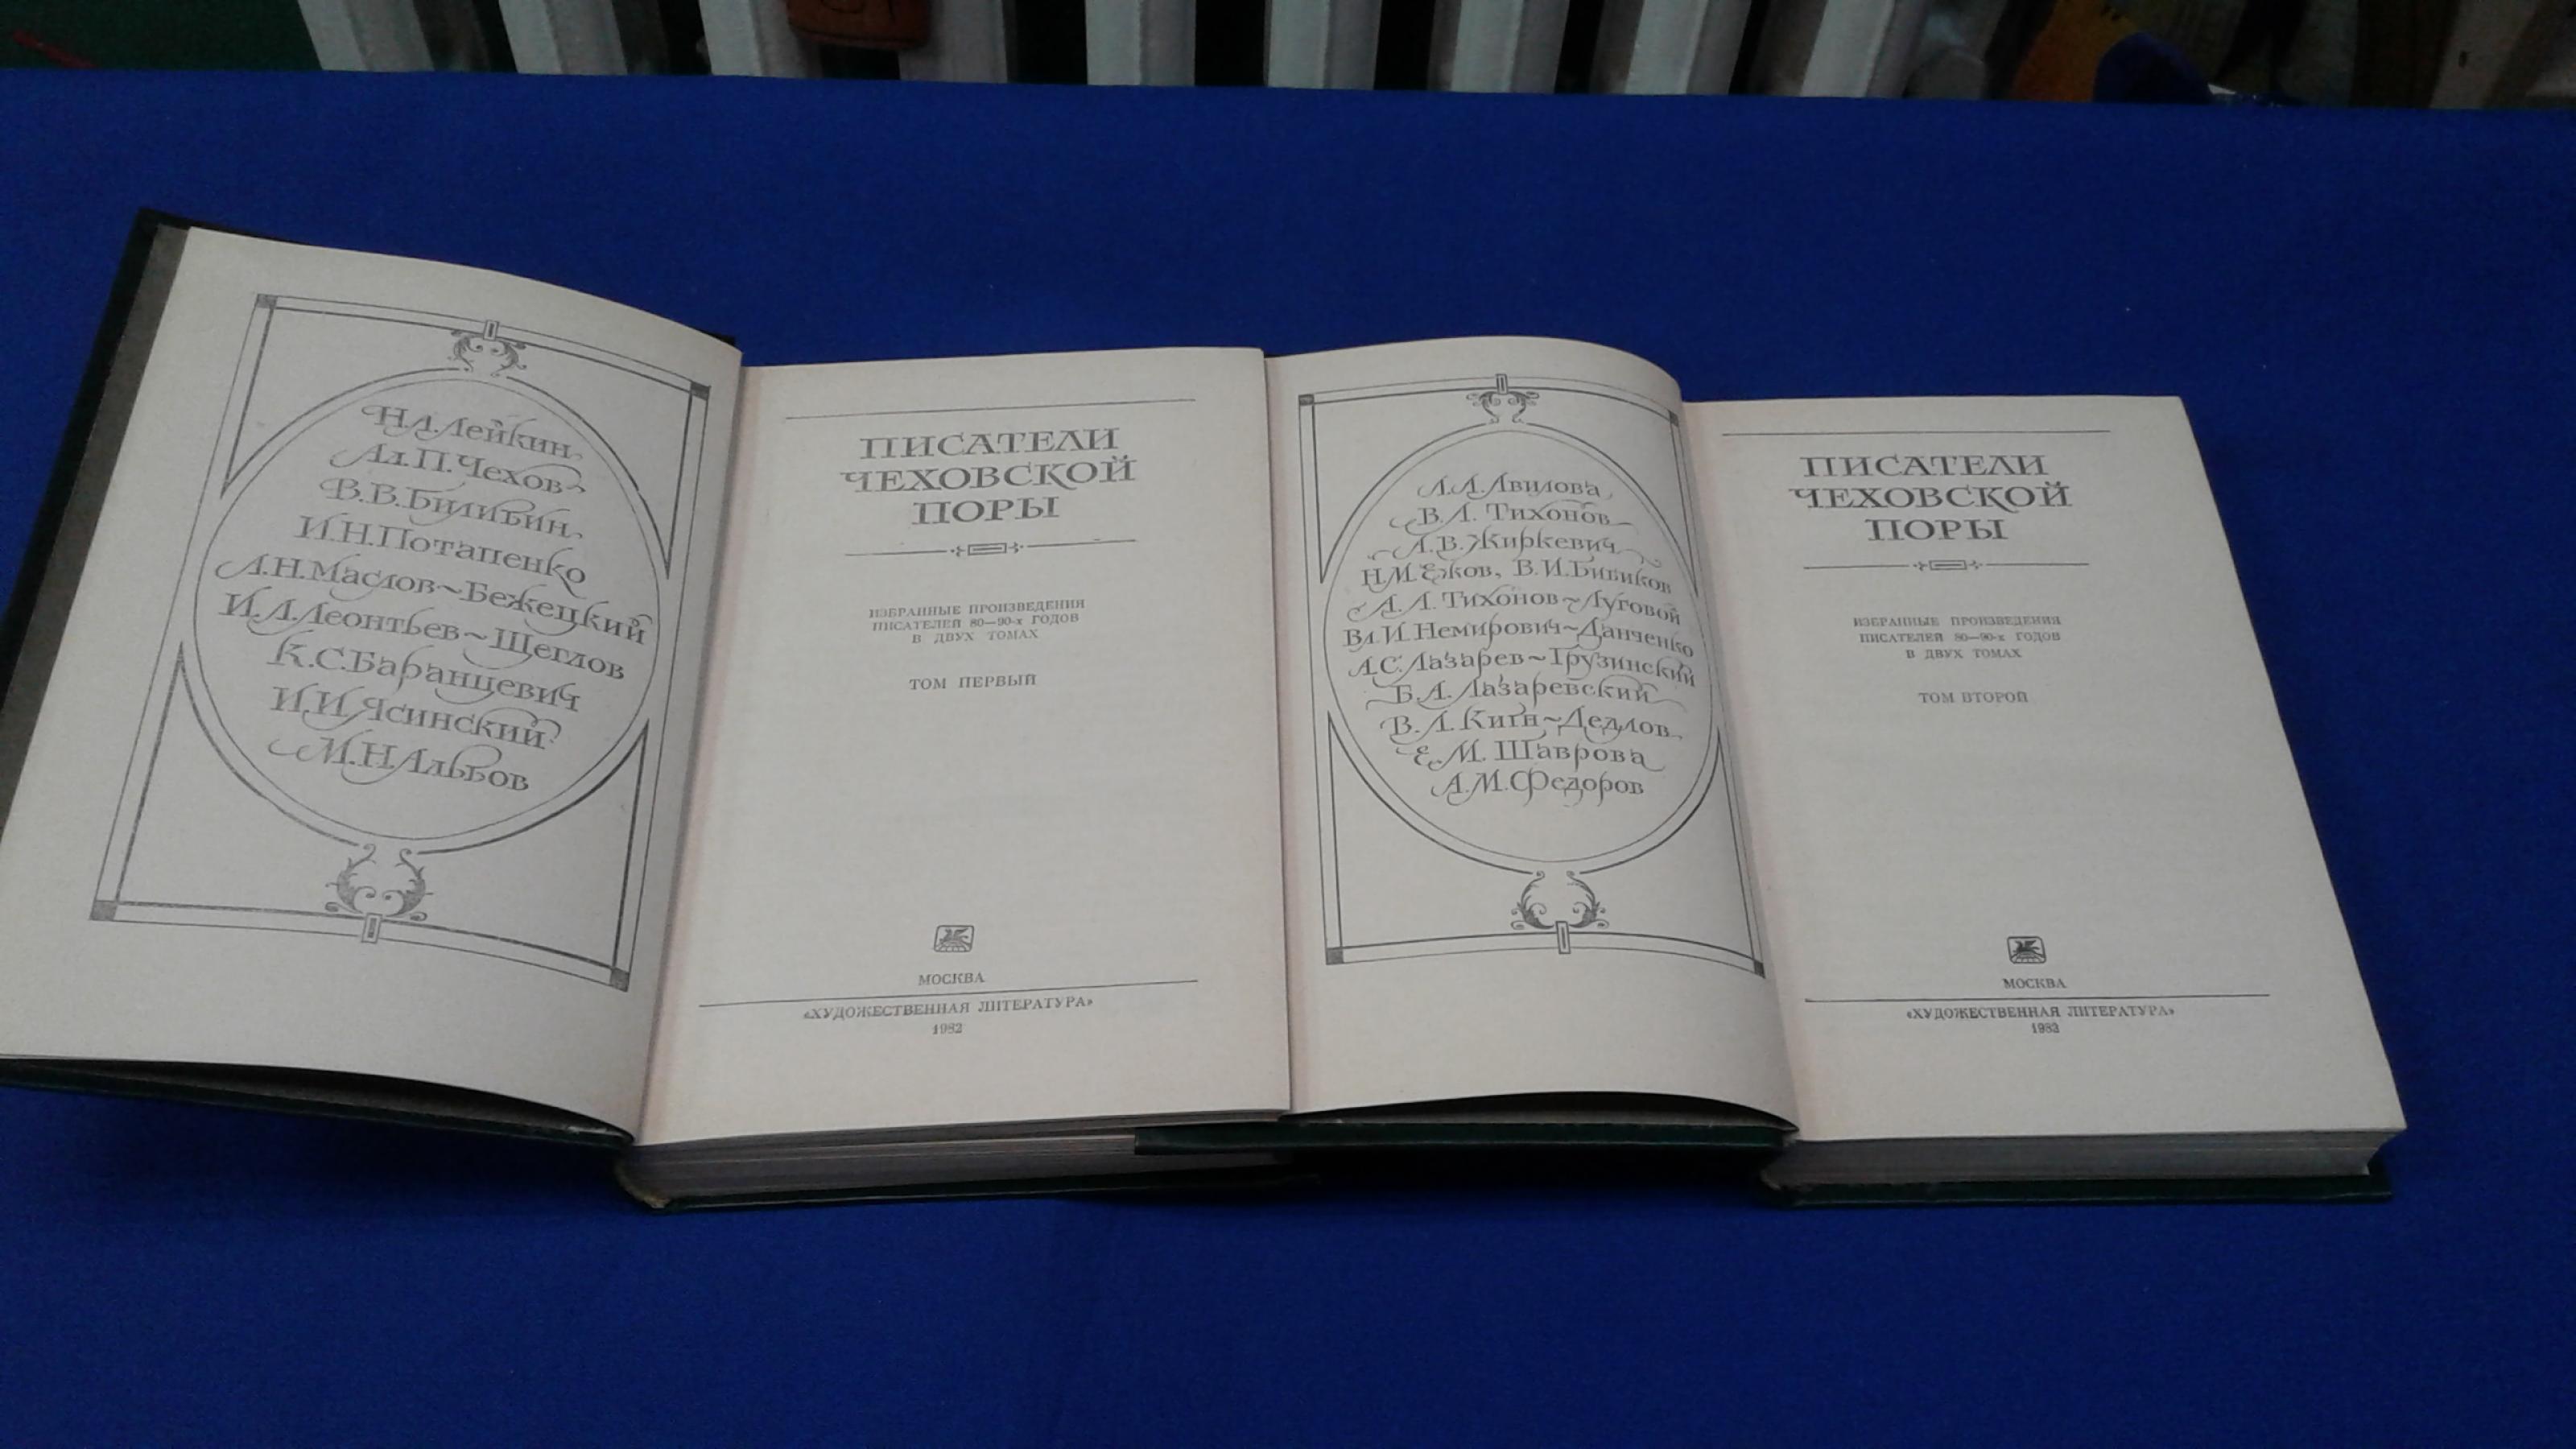 Н.А.Лейкин
Ал.П.Чехов
В.В.Билибин
И.Н.Потапенко
А.Н.Маслов~Бежецкий
И.Л.Леонтьев~Щеглов
К.С.Баранцевич
И.И.Ясинский
М.Н.Альбов
ПИСАТЕЛИ
ЧЕХОВСКОЙ
ПОРЫ
ИЗБРАННЫЕ ПРОИЗВЕДЕНИЯ
ПИСАТЕЛЕЙ 80—90-х ГОДОВ
В ДВУХ ТОМАХ
ТОМ ПЕРВЫЙ
МОСКВА
«ХУДОЖЕСТВЕННАЯ ЛИТЕРАТУРА»
1982
Л.А.Авилова
В.А. Тихонов
А.В.Жиркевич
Н.М.Ежов, В.И.Бибиков
А.А.Тихонов~Луговой
Вл.И.Немирович~Данченко
А.С.Лазарев~Грузинский
Б.А.Лазаревский
В.Л.Кигн~Дедлов
Е.М. Шаврова
А.М.Федоров
ПИСАТЕЛИ
ЧЕХОВСКОЙ
ПОРЫ
ИЗБРАННЫЕ ПРОИЗВЕДЕНИЯ
ПИСАТЕЛЕЙ 80—90-х ГОДОВ
В ДВУХ ТОМАХ
ТОМ ВТОРОЙ
МОСКВА
«ХУДОЖЕСТВЕННАЯ ЛИТЕРАТУРА»
1982